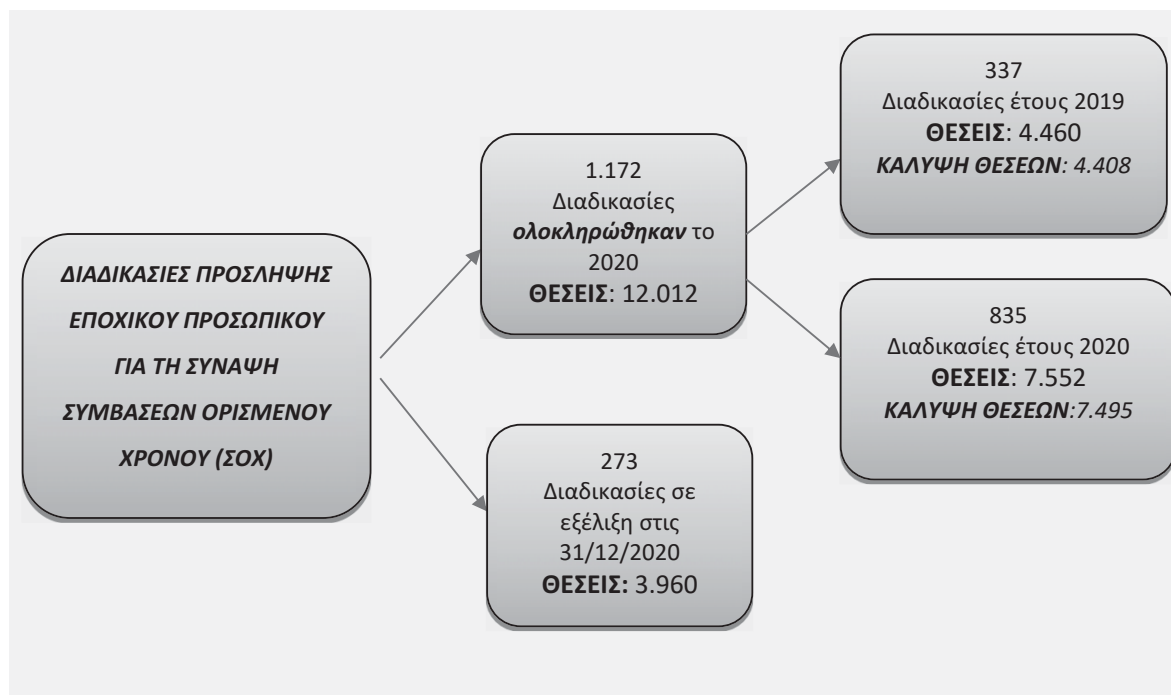 ΔΙΑΔΙΚΑΣΙΕΣ ΠΡΟΣΛΗΨΗΣ
ΕΠΟΧΙΚΟΥ ΠΡΟΣΩΠΙΚΟΥ
ΓΙΑ ΤΗ ΣΥΝΑΨΗ
ΣΥΜΒΑΣΕΩΝ ΟΡΙΣΜΕΝΟΥ
ΧΡΟΝΟΥ (ΣΟΧ)
1.172
Διαδικασίες
ολοκληρώθηκαν το
2020
ΘΕΣΕΙΣ: 12.012
273
Διαδικασίες σε
εξέλιξη στις
31/12/2020
ΘΕΣΕΙΣ: 3.960
337
Διαδικασίες έτους 2019
ΘΕΣΕΙΣ: 4.460
ΚΑΛΥΨΗ ΘΕΣΕΩΝ: 4.408
835
Διαδικασίες έτους 2020
ΘΕΣΕΙΣ: 7.552
ΚΑΛΥΨΗ ΘΕΣΕΩΝ:7.495